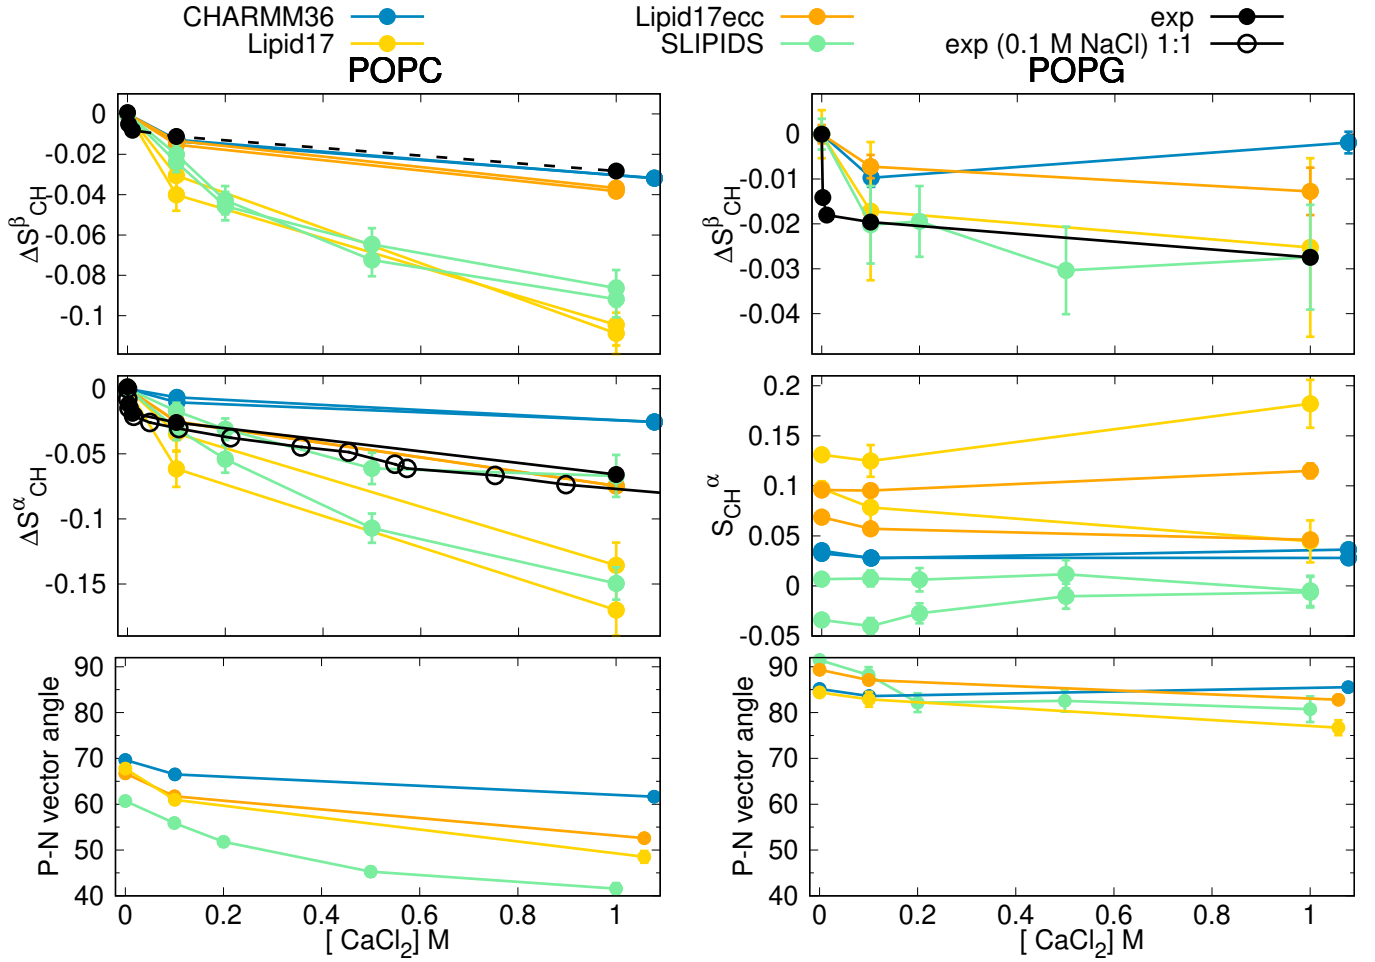 CHARMM36 Lipid17ecc exp
Lipid17 SLIPIDS exp (0.1 M NaCl) 1:1
POPC POPG
ΔS^β_CH
0
-0.02
-0.04
-0.06
-0.08
-0.1
ΔS^β_CH
0
-0.01
-0.02
-0.03
-0.04
ΔS^α_CH
0
-0.05
-0.1
-0.15
S_CH^α
0.2
0.15
0.1
0.05
0
-0.05
P-N vector angle
90
80
70
60
50
40
0 0.2 0.4 0.6 0.8 1
[ CaCl₂] M
P-N vector angle
90
80
70
60
50
40
0 0.2 0.4 0.6 0.8 1
[ CaCl₂] M